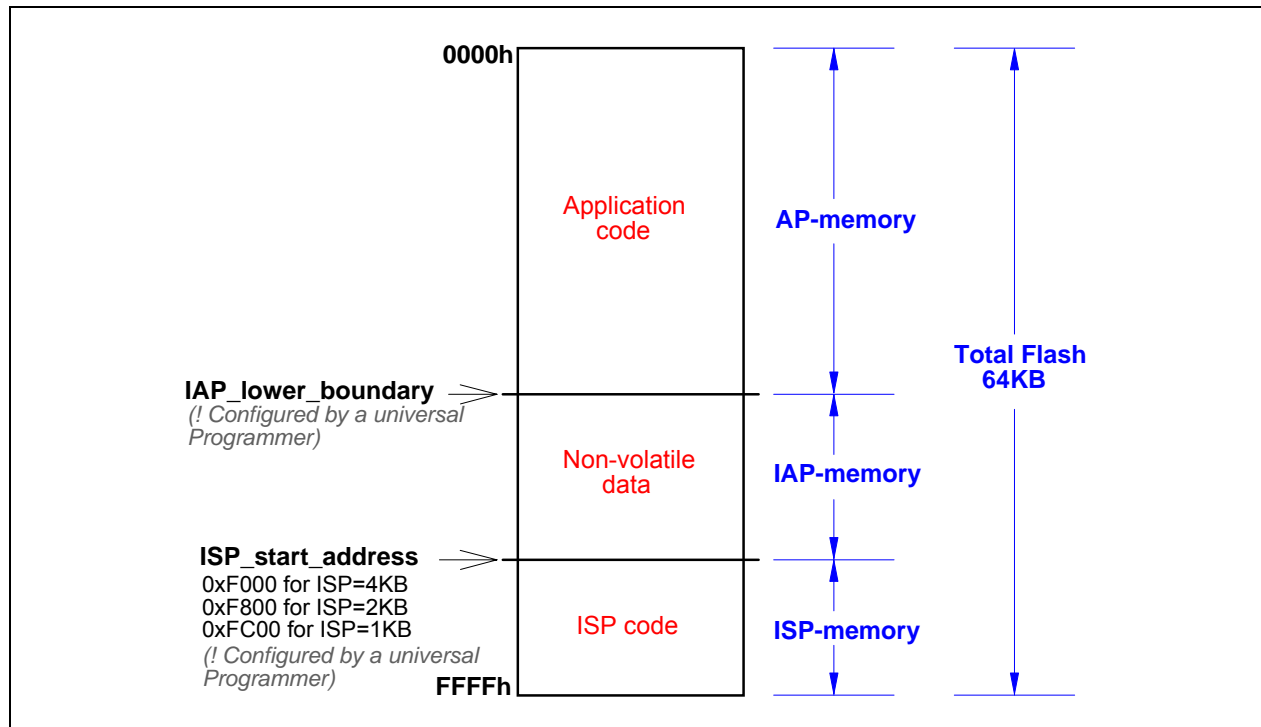 0000h
Application
code
AP-memory
Total Flash
64KB
IAP_lower_boundary
(! Configured by a universal
Programmer)
Non-volatile
data
IAP-memory
ISP_start_address
0xF000 for ISP=4KB
0xF800 for ISP=2KB
0xFC00 for ISP=1KB
(! Configured by a universal
Programmer)
ISP code
ISP-memory
FFFFh